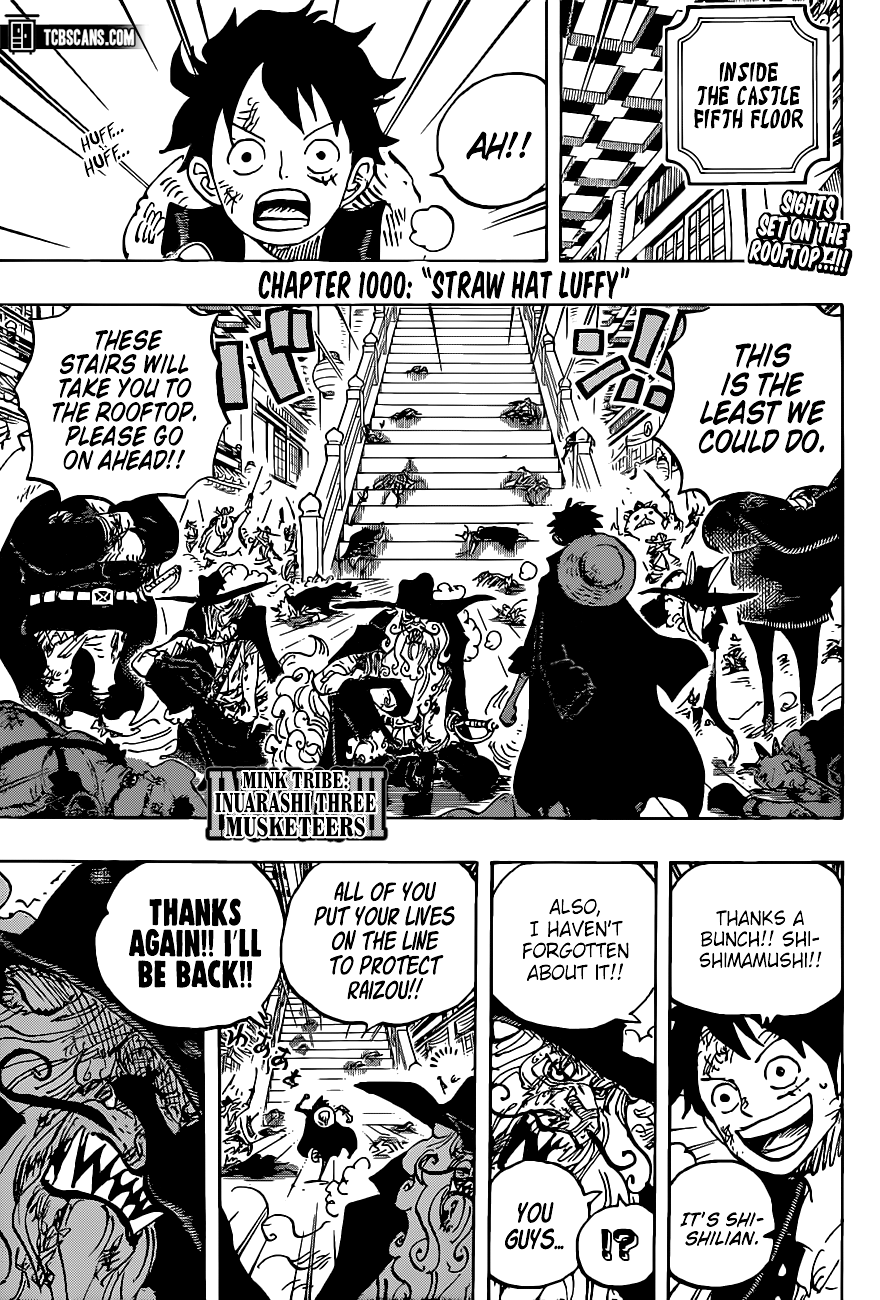 TCBSCANS.COM
INSIDE
THE CASTLE
FIFTH FLOOR
SIGHTS
SET ON THE
ROOFTOP..!!!
AH!!
HUFF...
HUFF...
CHAPTER 1000: "STRAW HAT LUFFY"
THIS
IS THE
LEAST WE
COULD DO.
THESE
STAIRS WILL
TAKE YOU TO
THE ROOFTOP.
PLEASE GO
ON AHEAD!!
MINK TRIBE:
INUARASHI THREE
MUSKETEERS
THANKS A
BUNCH!! SHI-
SHIMAMUSHI!!
IT'S SHI-
SHILIAN.
ALSO,
I HAVEN'T
FORGOTTEN
ABOUT IT!!
!?
YOU
GUYS...
ALL OF YOU
PUT YOUR LIVES
ON THE LINE
TO PROTECT
RAIZOU!!
THANKS
AGAIN!! I'LL
BE BACK!!